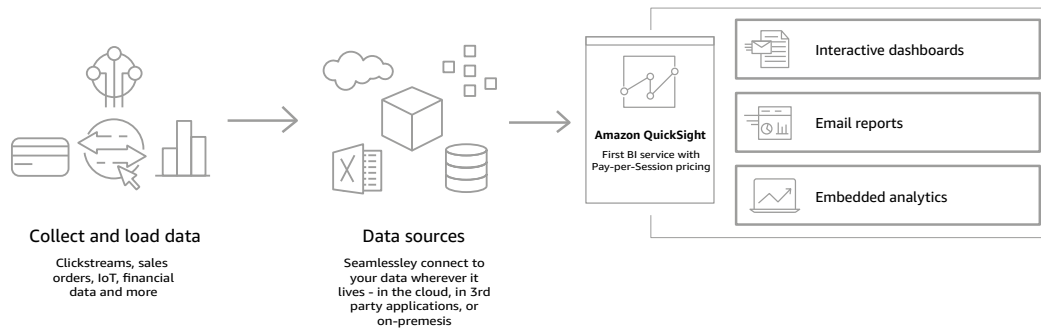 Collect and load data
Clickstreams, sales
orders, IoT, financial
data and more
Data sources
Seamlessley connect to
your data wherever it
lives - in the cloud, in 3rd
party applications, or
on-premesis
Amazon QuickSight
First BI service with
Pay-per-Session pricing
Interactive dashboards
Email reports
Embedded analytics